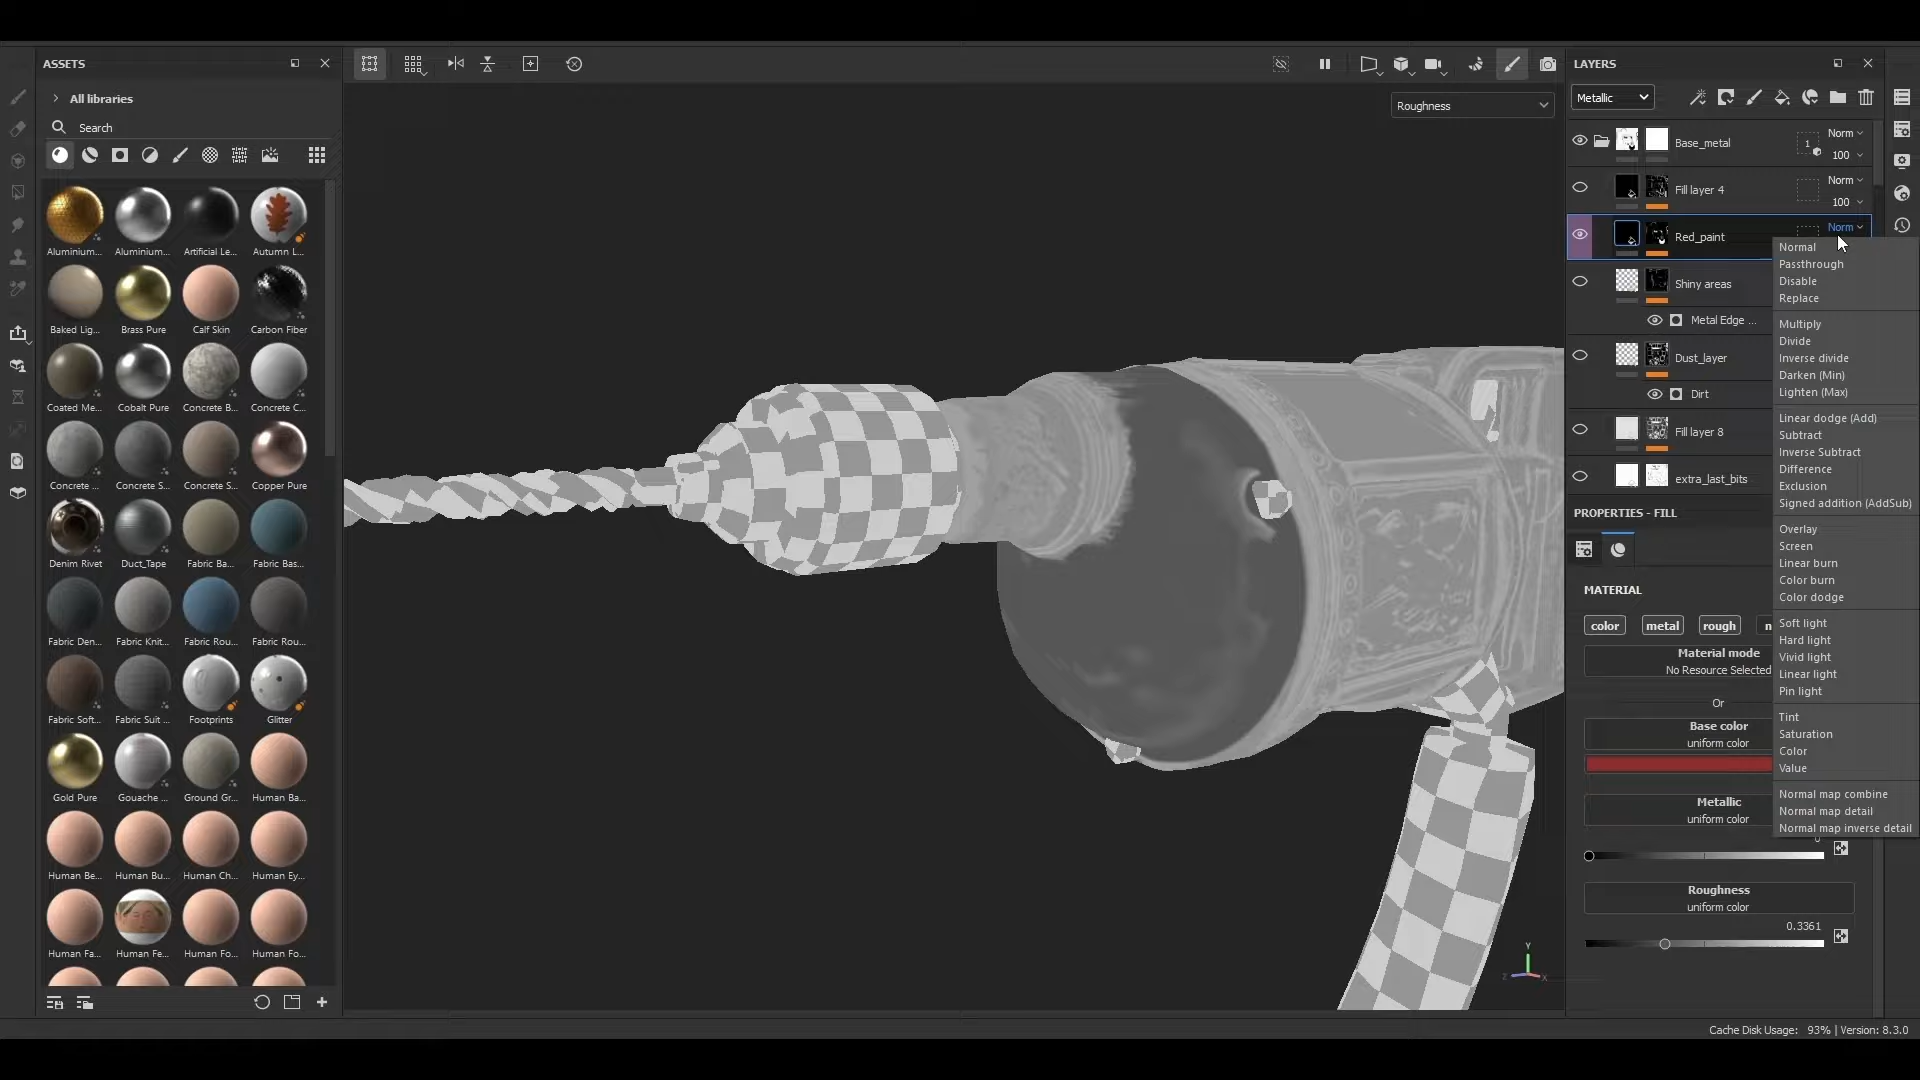 ASSETS
All libraries
Search
Aluminium...
Aluminium...
Artificial Le...
Autumn L...
Baked Lig...
Brass Pure
Calf Skin
Carbon Fiber
Coated Me...
Cobalt Pure
Concrete B...
Concrete C...
Concrete ...
Concrete S...
Concrete S...
Copper Pure
Denim Rivet
Duct_Tape
Fabric Ba...
Fabric Bas...
Fabric Den...
Fabric Knit...
Fabric Rou...
Fabric Rou...
Fabric Soft...
Fabric Suit ...
Footprints
Glitter
Gold Pure
Gouache ...
Ground Gr...
Human Ba...
Human Be...
Human Bu...
Human Ch...
Human Ey...
Human Fa...
Human Fe...
Human Fo...
Human Fo...
Roughness
Y
Z
X
LAYERS
Metallic
Base_metal
1
Norm
100
Fill layer 4
Norm
100
Red_paint
Norm
Shiny areas
Metal Edge ...
Dust_layer
Dirt
Fill layer 8
extra_last_bits
Normal
Passthrough
Disable
Replace
Multiply
Divide
Inverse divide
Darken (Min)
Lighten (Max)
Linear dodge (Add)
Subtract
Inverse Subtract
Difference
Exclusion
Signed addition (AddSub)
Overlay
Screen
Linear burn
Color burn
Color dodge
Soft light
Hard light
Vivid light
Linear light
Pin light
Tint
Saturation
Color
Value
Normal map combine
Normal map detail
Normal map inverse detail
PROPERTIES - FILL
MATERIAL
color metal rough n
Material mode
No Resource Selected
Or
Base color
uniform color
Metallic
uniform color
0
Roughness
uniform color
0.3361
Cache Disk Usage: 93% | Version: 8.3.0